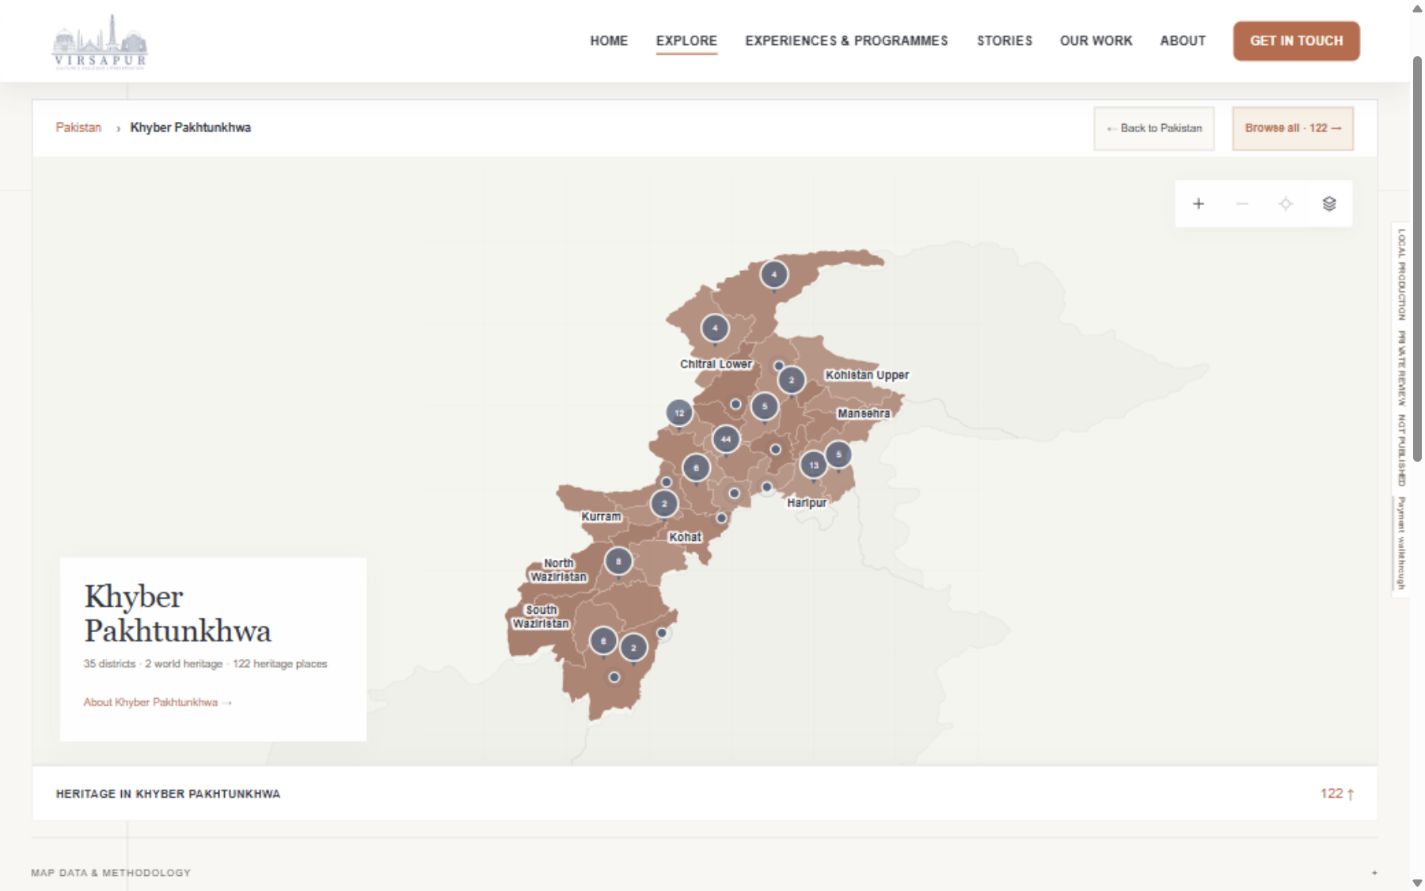 VIRSAPUR
HOME
EXPLORE
EXPERIENCES & PROGRAMMES
STORIES
OUR WORK
ABOUT
GET IN TOUCH
Pakistan › Khyber Pakhtunkhwa
← Back to Pakistan
Browse all · 122 →
+
−
4
4
Chitral Lower
2
Kohistan Upper
12
5
Mansehra
44
6
13
5
2
Haripur
Kurram
Kohat
8
North
Waziristan
South
Waziristan
8
2
Khyber
Pakhtunkhwa
35 districts · 2 world heritage · 122 heritage places
About Khyber Pakhtunkhwa →
HERITAGE IN KHYBER PAKHTUNKHWA
122 ↑
MAP DATA & METHODOLOGY
+
LOCAL PRODUCTION PRIVATE REVIEW NOT PUBLISHED Payment walkthrough